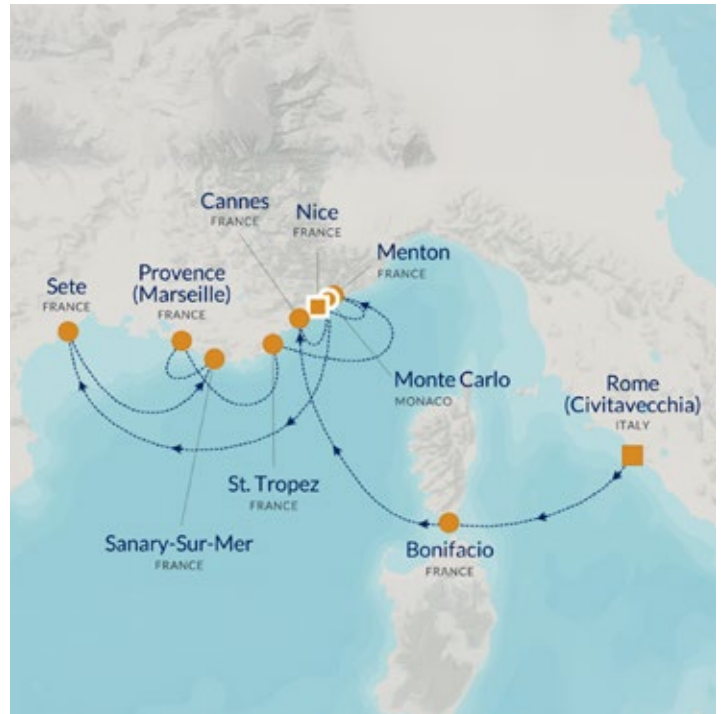 Cannes
FRANCE
Nice
FRANCE
Menton
FRANCE
Sete
FRANCE
Provence
(Marseille)
FRANCE
Monte Carlo
MONACO
Rome
(Civitavecchia)
ITALY
St. Tropez
FRANCE
Sanary-Sur-Mer
FRANCE
Bonifacio
FRANCE